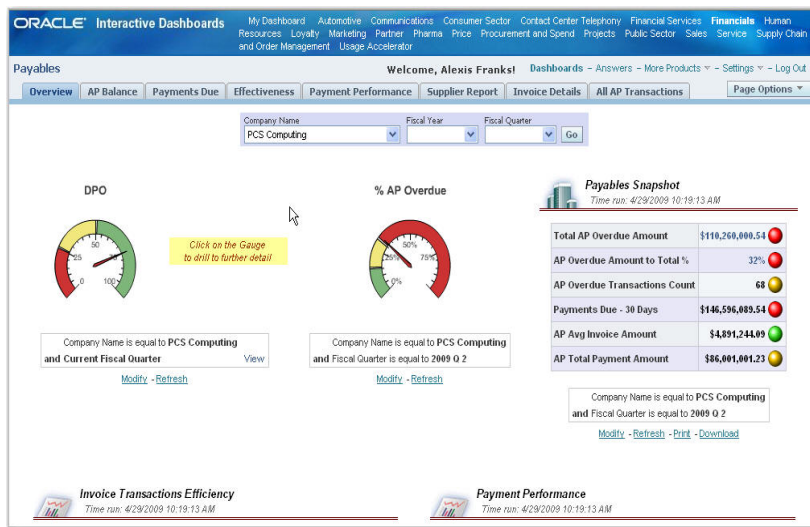 ORACLE Interactive Dashboards
My Dashboard Automotive Communications Consumer Sector Contact Center Telephony Financial Services Financials Human
Resources Loyalty Marketing Partner Pharma Price Procurement and Spend Projects Public Sector Sales Service Supply Chain
and Order Management Usage Accelerator
Payables Welcome, Alexis Franks! Dashboards - Answers - More Products - Settings - Log Out
Overview AP Balance Payments Due Effectiveness Payment Performance Supplier Report Invoice Details All AP Transactions Page Options
Company Name Fiscal Year Fiscal Quarter
PCS Computing Go
DPO
% AP Overdue
Payables Snapshot
Time run: 4/29/2009 10:19:13 AM
0 25 50 100
Click on the Gauge
to drill to further detail
0% 25% 50% 75%
Total AP Overdue Amount $110,260,000.54
AP Overdue Amount to Total % 32%
AP Overdue Transactions Count 68
Payments Due - 30 Days $146,596,089.54
AP Avg Invoice Amount $4,891,244.09
AP Total Payment Amount $86,001,001.23
Company Name is equal to PCS Computing
and Current Fiscal Quarter View
Modify - Refresh
Company Name is equal to PCS Computing
and Fiscal Quarter is equal to 2009 Q 2
Modify - Refresh
Company Name is equal to PCS Computing
and Fiscal Quarter is equal to 2009 Q 2
Modify - Refresh - Print - Download
Invoice Transactions Efficiency
Time run: 4/29/2009 10:19:13 AM
Payment Performance
Time run: 4/29/2009 10:19:13 AM